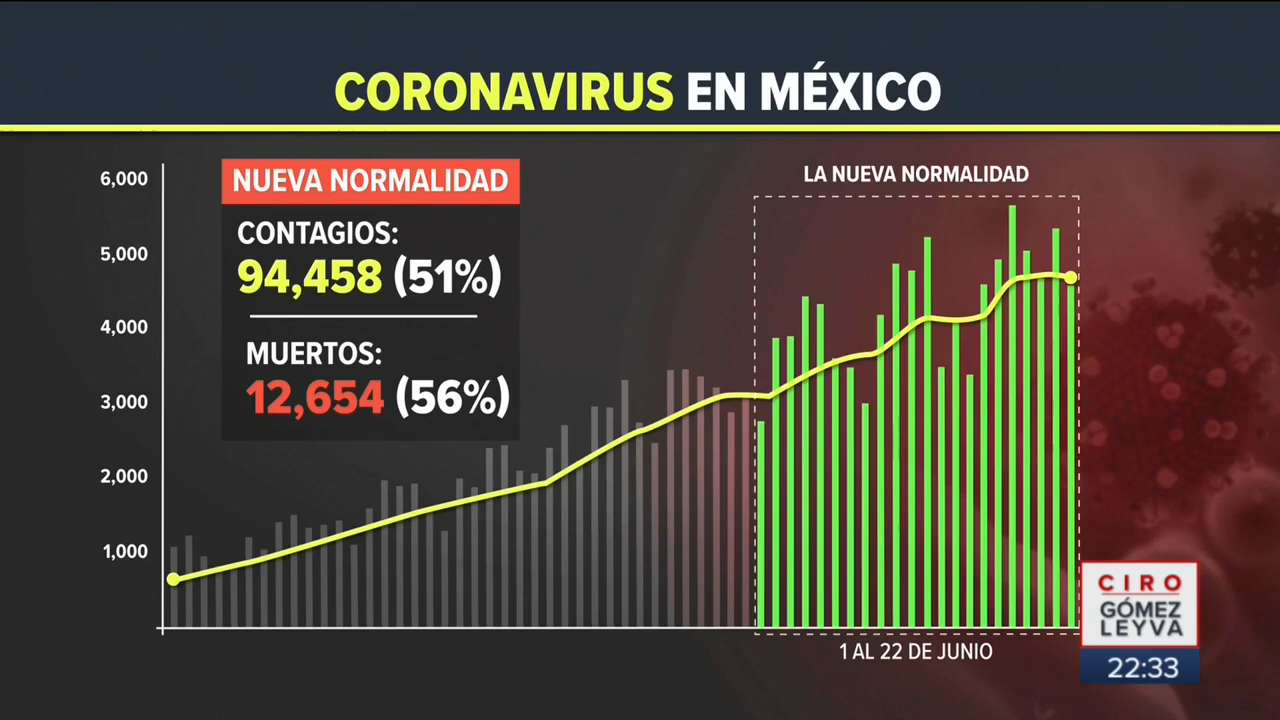 CORONAVIRUS EN MÉXICO
6,000
5,000
4,000
3,000
2,000
1,000
NUEVA NORMALIDAD
CONTAGIOS:
94,458 (51%)
MUERTOS:
12,654 (56%)
LA NUEVA NORMALIDAD
1 AL 22 DE JUNIO
CIRO
GÓMEZ
LEYVA
22:33